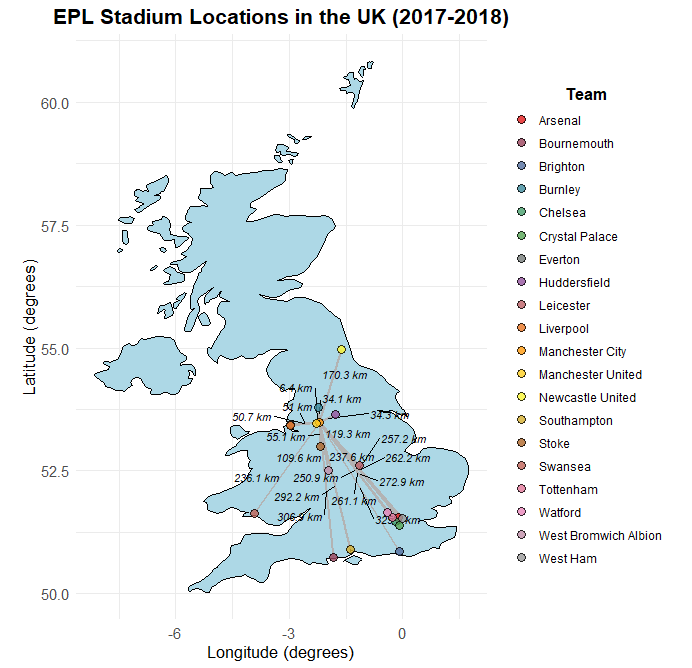 EPL Stadium Locations in the UK (2017-2018)
Latitude (degrees)
60.0
57.5
55.0
52.5
50.0
170.3 km
6.4 km
34.1 km
51 km
50.7 km
34.3 km
55.1 km
119.3 km
257.2 km
109.6 km
237.6 km
262.2 km
236.1 km
250.9 km
272.9 km
292.2 km
261.1 km
306.9 km
km
-6
-3
0
Longitude (degrees)
Team
Arsenal
Bournemouth
Brighton
Burnley
Chelsea
Crystal Palace
Everton
Huddersfield
Leicester
Liverpool
Manchester City
Manchester United
Newcastle United
Southampton
Stoke
Swansea
Tottenham
Watford
West Bromwich Albion
West Ham